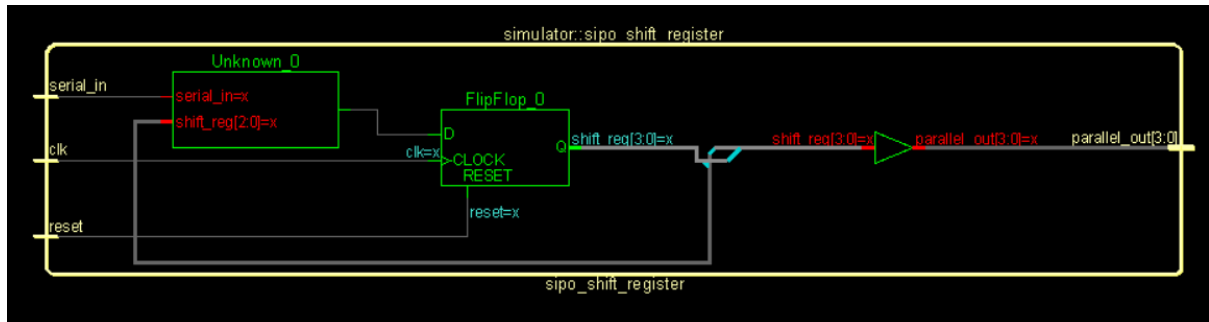 simulator::sipo_shift_register
Unknown_0
serial_in
serial_in=x
shift_reg[2:0]=x
FlipFlop_0
D
Q
shift_reg[3:0]=x
shift_reg[3:0]=x
parallel_out[3:0]=x
parallel_out[3:0]
clk
clk=x
CLOCK
RESET
reset=x
reset
sipo_shift_register